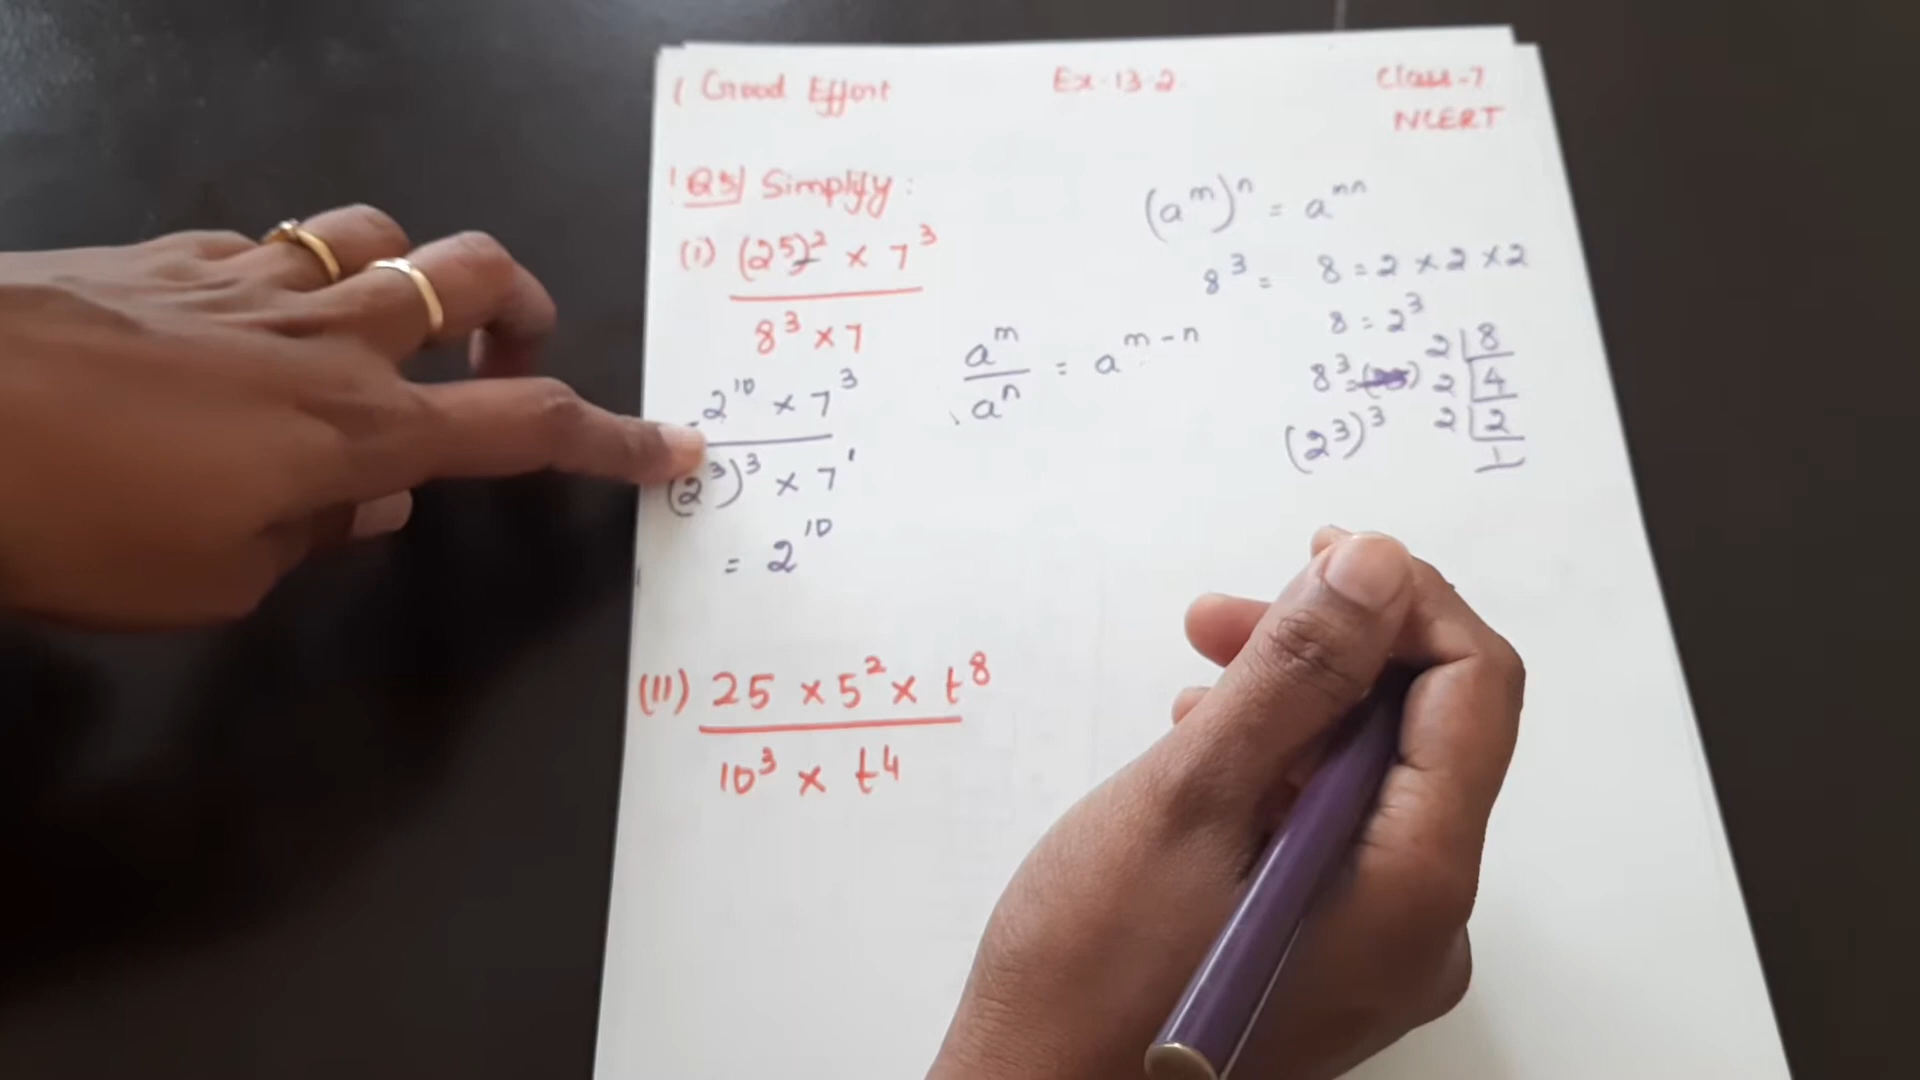 Good Effort Ex-13.2 Class-7
NCERT
Q5) Simplify:
(i) (2⁵)² × 7³
8³ × 7
2¹⁰ × 7³
(2³)³ × 7¹
= 2¹⁰
(aᵐ)ⁿ = aᵐⁿ
8³ = 8 = 2 × 2 × 2
8 = 2³
8³ =
(2³)³
2 | 8
2 | 4
2 | 2
1
aᵐ
aⁿ
= aᵐ⁻ⁿ
(II) 25 × 5² × t⁸
10³ × t⁴